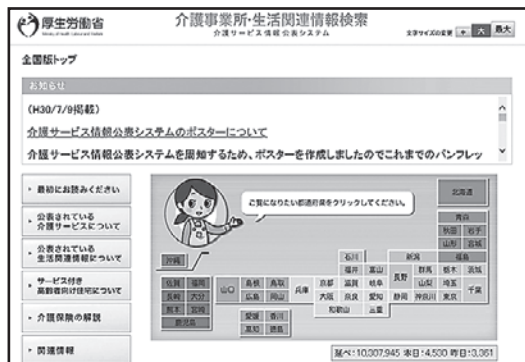 厚生労働省
介護事業所・生活関連情報検索
介護サービス情報公表システム
文字サイズの変更 中 大 最大
全国版トップ
お知らせ
(H30/7/9掲載)
介護サービス情報公表システムのポスターについて
介護サービス情報公表システムを周知するため、ポスターを作成しましたのでこれまでのパンフレッ
最初にお読みください
公表されている
介護サービスについて
公表されている
生活関連情報について
サービス付き
高齢者向け住宅について
介護保険の解説
関連情報
ご覧になりたい都道府県をクリックしてください。
北海道
青森
秋田 岩手
山形 宮城
沖縄
石川 新潟 福島
福井 富山 長野 群馬 栃木 茨城
佐賀 福岡 山口 島根 鳥取 兵庫 京都 滋賀 岐阜 山梨 埼玉 千葉
長崎 大分 広島 岡山 大阪 奈良 愛知 静岡 神奈川 東京
熊本 宮崎 和歌山 三重
鹿児島 愛媛 香川
高知 徳島
延べ:10,007,945 本日:4,530 昨日:3,061